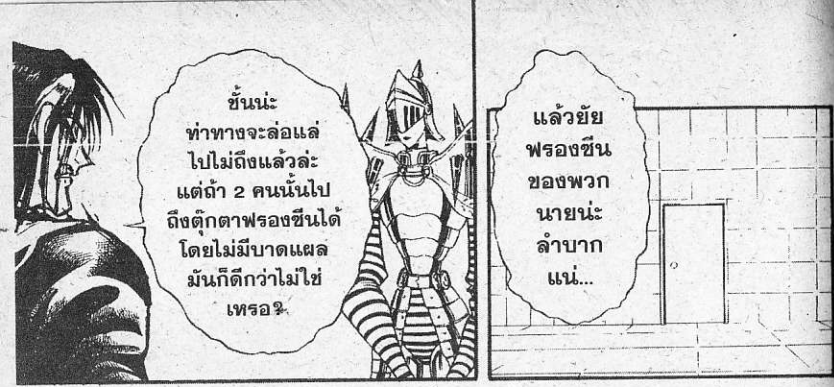 ชั้นน่ะ
ท่าทางจะล่อแล่
ไปไม่ถึงแล้วล่ะ
แต่ถ้า 2 คนนั้นไป
ถึงตุ๊กตาฟรองซีนได้
โดยไม่มีบาดแผล
มันก็ดีกว่าไม่ใช่
เหรอ?
แล้วยัย
ฟรองซีน
ของพวก
นายน่ะ
ลำบาก
แน่...